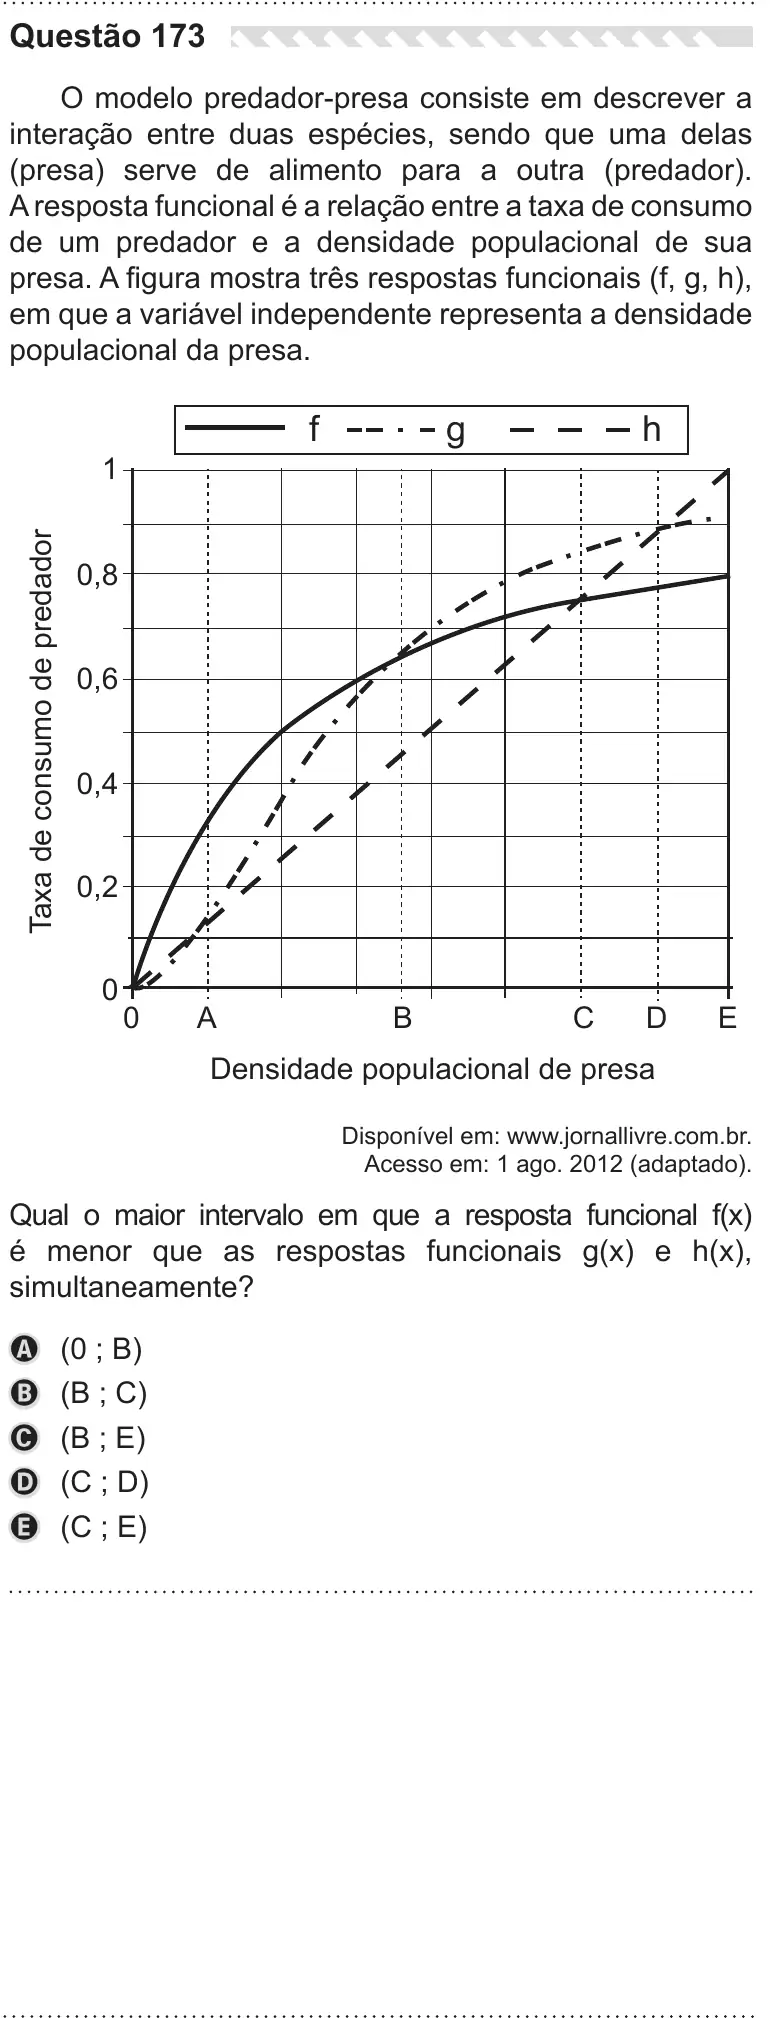 Questão 173
O modelo predador-presa consiste em descrever a
interação entre duas espécies, sendo que uma delas
(presa) serve de alimento para a outra (predador).
A resposta funcional é a relação entre a taxa de consumo
de um predador e a densidade populacional de sua
presa. A figura mostra três respostas funcionais (f, g, h),
em que a variável independente representa a densidade
populacional da presa.
f g h
1
0,8
0,6
0,4
0,2
0
Taxa de consumo de predador
0 A B C D E
Densidade populacional de presa
Disponível em: www.jornallivre.com.br.
Acesso em: 1 ago. 2012 (adaptado).
Qual o maior intervalo em que a resposta funcional f(x)
é menor que as respostas funcionais g(x) e h(x),
simultaneamente?
A (0 ; B)
B (B ; C)
C (B ; E)
D (C ; D)
E (C ; E)